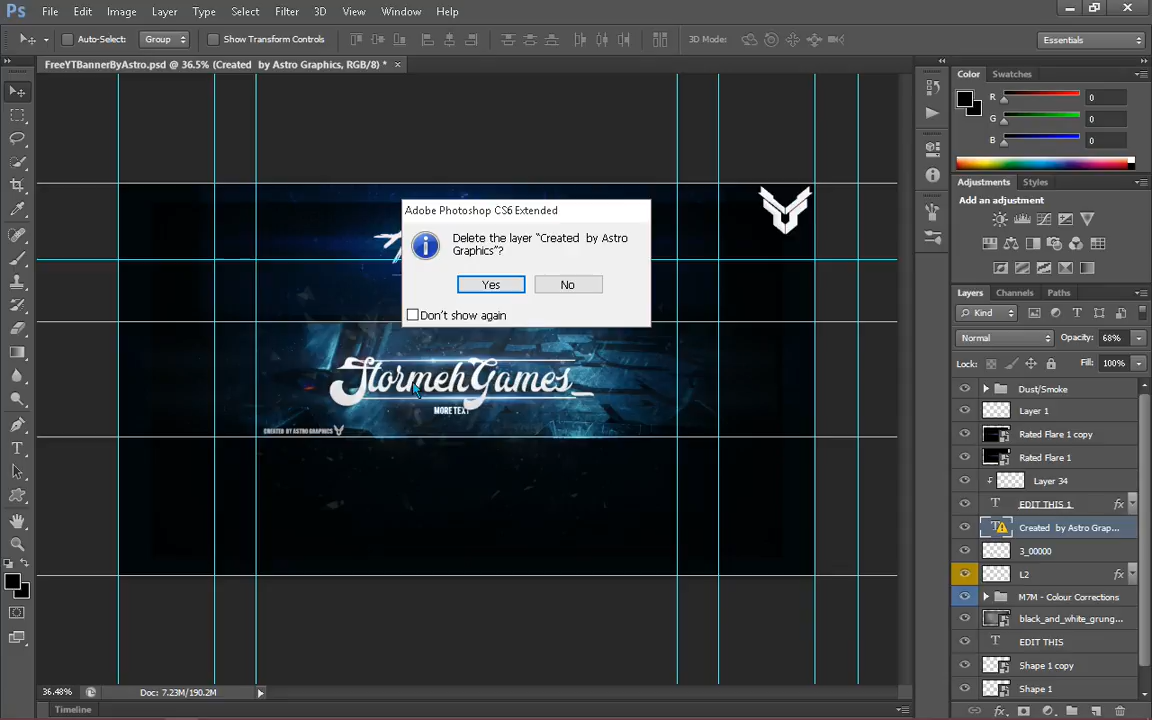 Ps File Edit Image Layer Type Select Filter 3D View Window Help
Auto-Select: Group Show Transform Controls 3D Mode: Essentials
FreeYTBannerByAstro.psd @ 36.5% (Created by Astro Graphics, RGB/8) * ×
Color Swatches
R 0
G 0
B 0
Adjustments Styles
Add an adjustment
Adobe Photoshop CS6 Extended
Delete the layer “Created by Astro
Graphics”?
Yes No
Don't show again
StormehGames_
MORE TEXT
CREATED BY ASTRO GRAPHICS
Layers Channels Paths
Kind
Normal Opacity: 68%
Lock: Fill: 100%
Dust/Smoke
Layer 1
Rated Flare 1 copy
Rated Flare 1
Layer 34
EDIT THIS 1 fx
Created by Astro Grap...
3_00000
L2 fx
M7M - Colour Corrections
black_and_white_grung...
EDIT THIS
Shape 1 copy
Shape 1
36.48% Doc: 7.23M/190.2M
Timeline